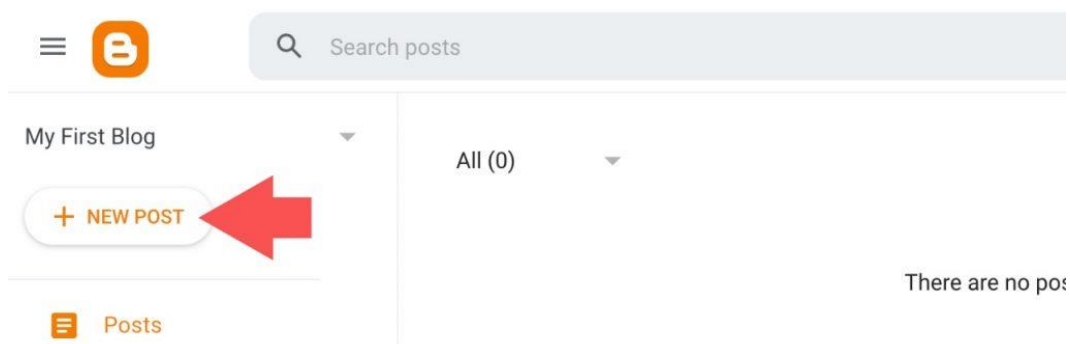 Search posts
My First Blog
All (0)
+ NEW POST
There are no pos
Posts